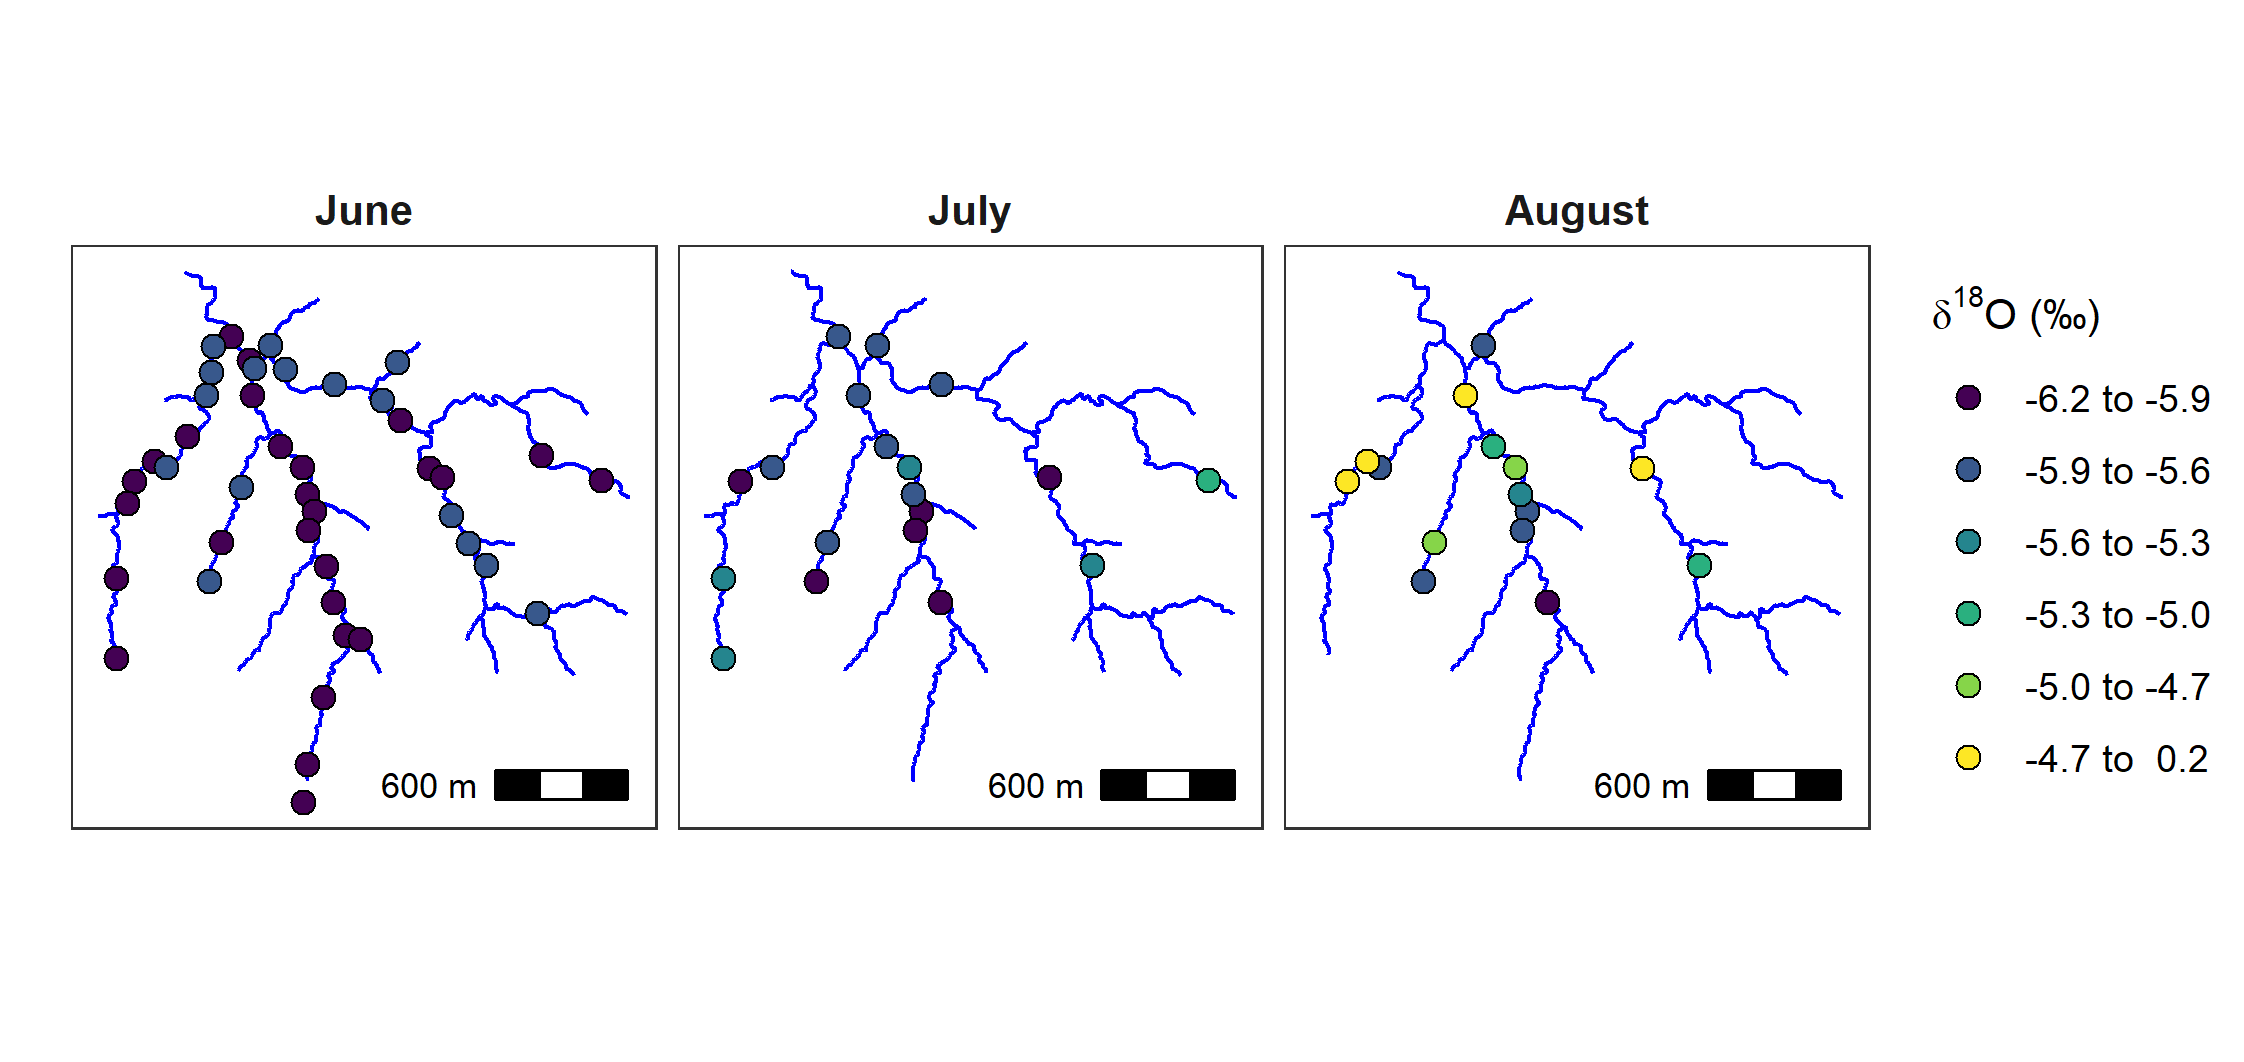 June
July
August
δ18O (‰)
-6.2 to -5.9
-5.9 to -5.6
-5.6 to -5.3
-5.3 to -5.0
-5.0 to -4.7
-4.7 to 0.2
600 m
600 m
600 m